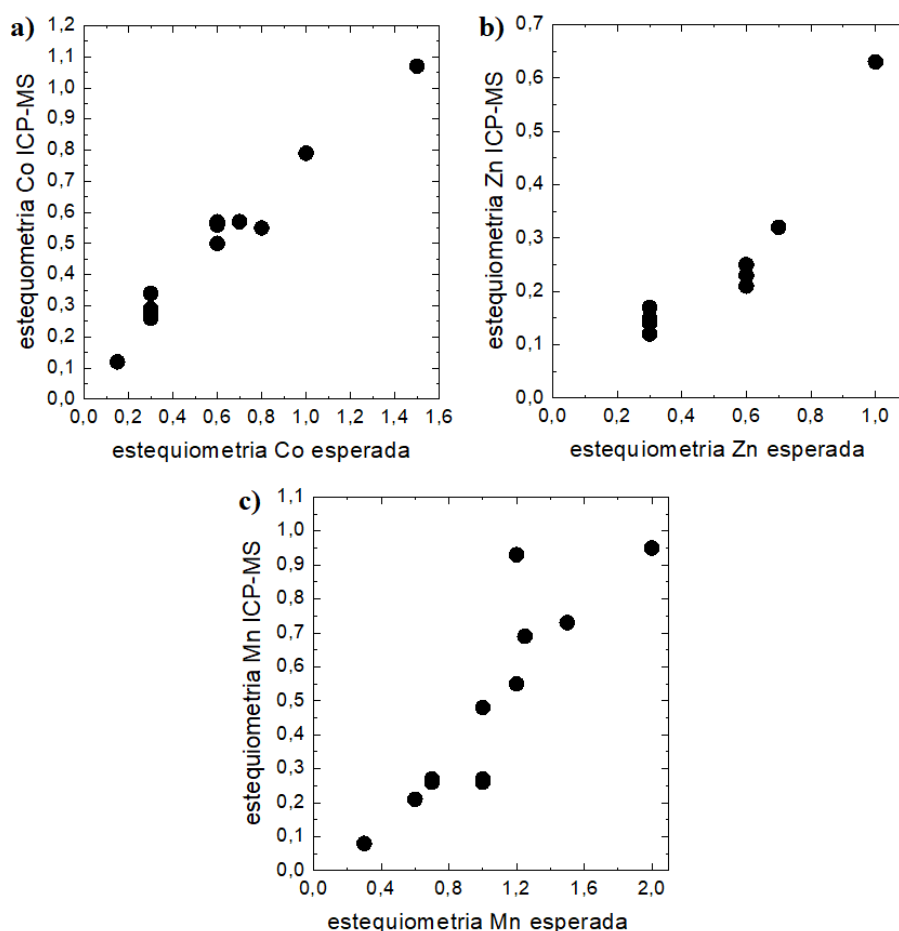 a)
estequiometria Co ICP-MS
1,2
1,1
1,0
0,9
0,8
0,7
0,6
0,5
0,4
0,3
0,2
0,1
0,0
0,0 0,2 0,4 0,6 0,8 1,0 1,2 1,4 1,6
estequiometria Co esperada
b)
estequiometria Zn ICP-MS
0,7
0,6
0,5
0,4
0,3
0,2
0,1
0,0
0,0 0,2 0,4 0,6 0,8 1,0
estequiometria Zn esperada
c)
estequiometria Mn ICP-MS
1,1
1,0
0,9
0,8
0,7
0,6
0,5
0,4
0,3
0,2
0,1
0,0
0,0 0,4 0,8 1,2 1,6 2,0
estequiometria Mn esperada